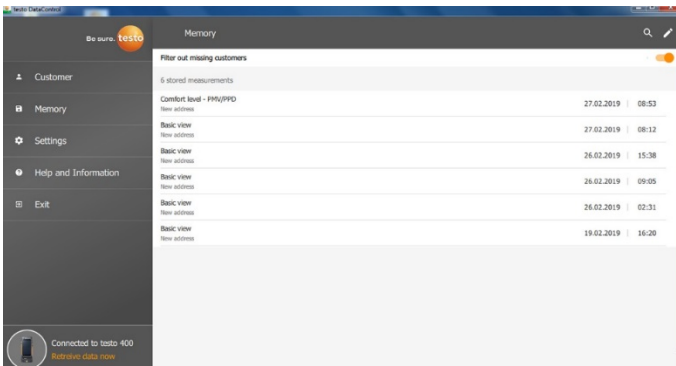 testo DataControl
Be sure. testo
Memory
Filter out missing customers
Customer
6 stored measurements
Comfort level - PMV/PPD
New address
27.02.2019 | 08:53
Memory
Basic view
New address
27.02.2019 | 08:12
Settings
Basic view
New address
26.02.2019 | 15:38
Help and Information
Basic view
New address
26.02.2019 | 09:05
Exit
Basic view
New address
26.02.2019 | 02:31
Basic view
New address
19.02.2019 | 16:20
Connected to testo 400
Retreive data now